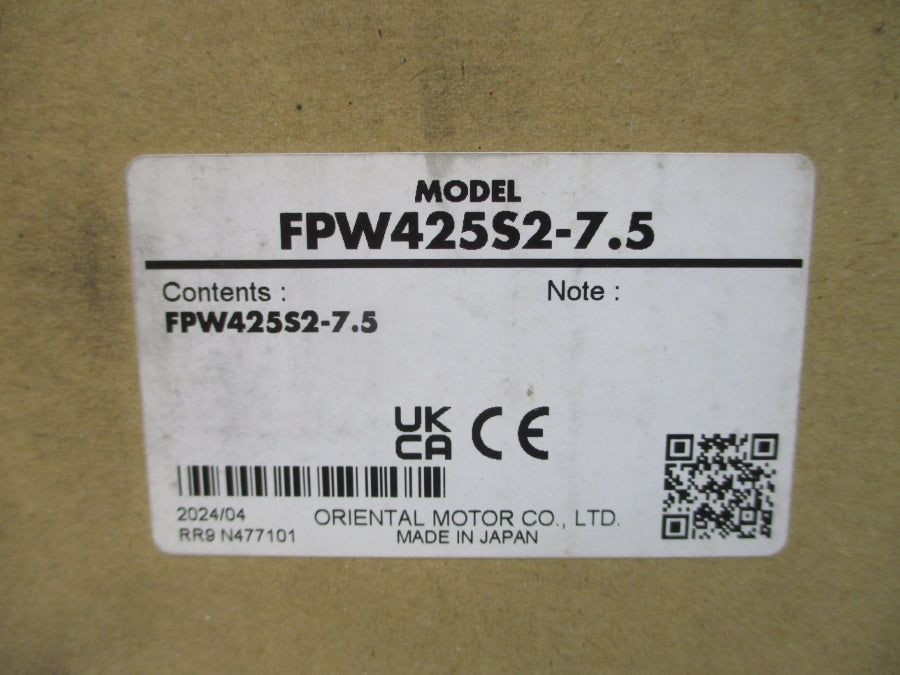 MODEL
FPW425S2-7.5
Contents : Note :
FPW425S2-7.5
UK
CA CE
2024/04 ORIENTAL MOTOR CO., LTD.
RR9 N477101 MADE IN JAPAN